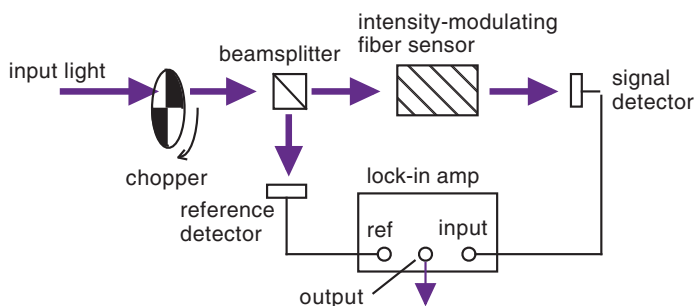 intensity-modulating
fiber sensor
beamsplitter
input light
signal
detector
chopper
lock-in amp
reference
detector
ref
input
output